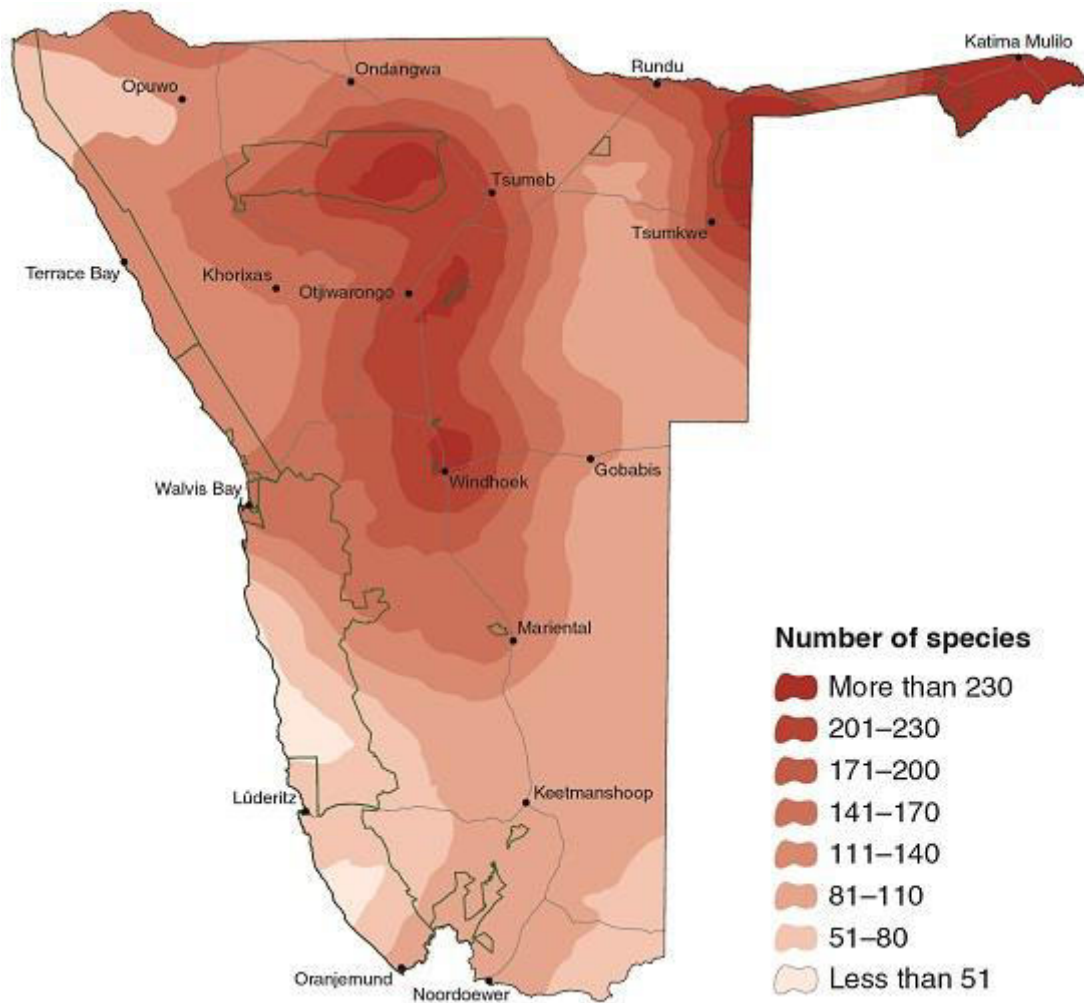 Katima Mulilo
Rundu
Ondangwa
Opuwo
Tsumeb
Tsumkwe
Terrace Bay
Khorixas
Otjiwarongo
Gobabis
Windhoek
Walvis Bay
Mariental
Number of species
More than 230
201–230
171–200
141–170
111–140
81–110
51–80
Less than 51
Lüderitz
Keetmanshoop
Oranjemund
Noordoewer